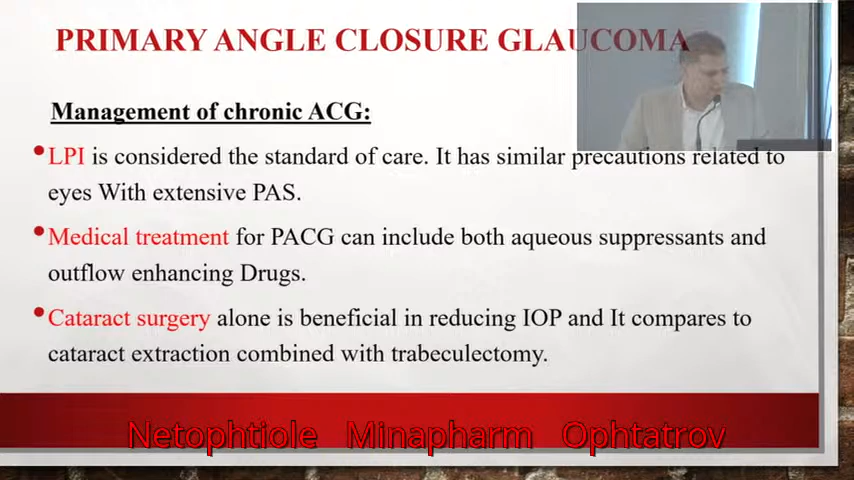 PRIMARY ANGLE CLOSURE GLAUCOMA
Management of chronic ACG:
•LPI is considered the standard of care. It has similar precautions related to
eyes With extensive PAS.
•Medical treatment for PACG can include both aqueous suppressants and
outflow enhancing Drugs.
•Cataract surgery alone is beneficial in reducing IOP and It compares to
cataract extraction combined with trabeculectomy.
Netophtiole Minapharm Ophtatrov